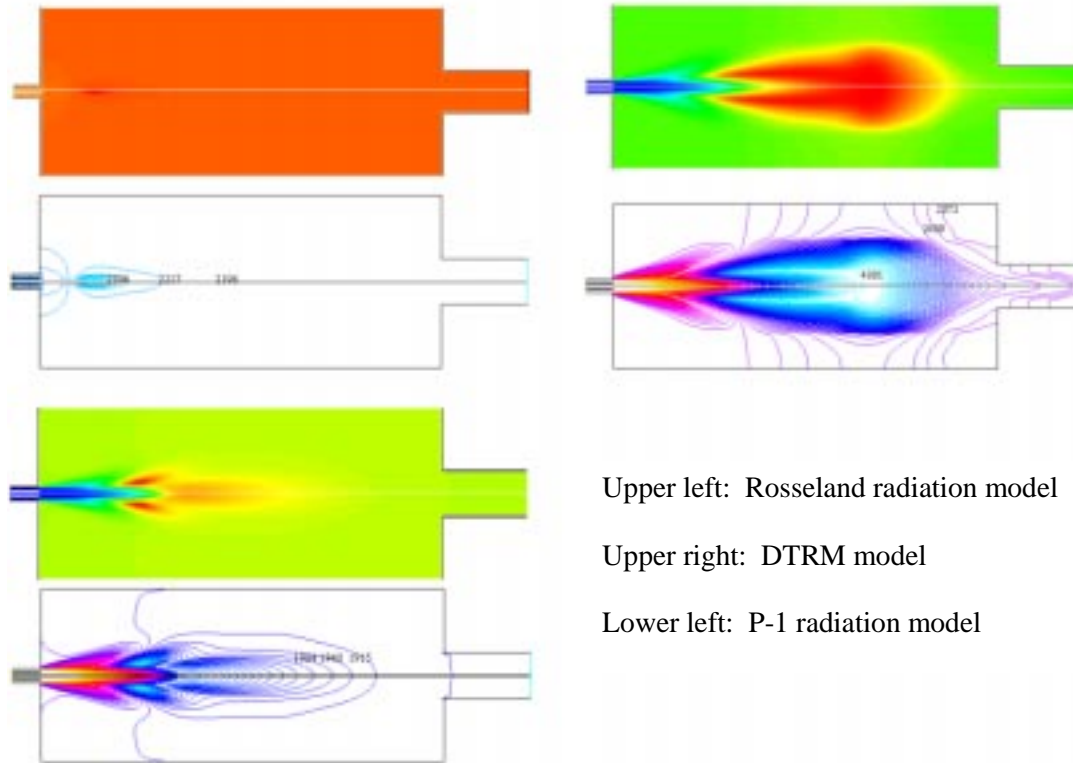 Upper left: Rosseland radiation model
Upper right: DTRM model
Lower left: P-1 radiation model